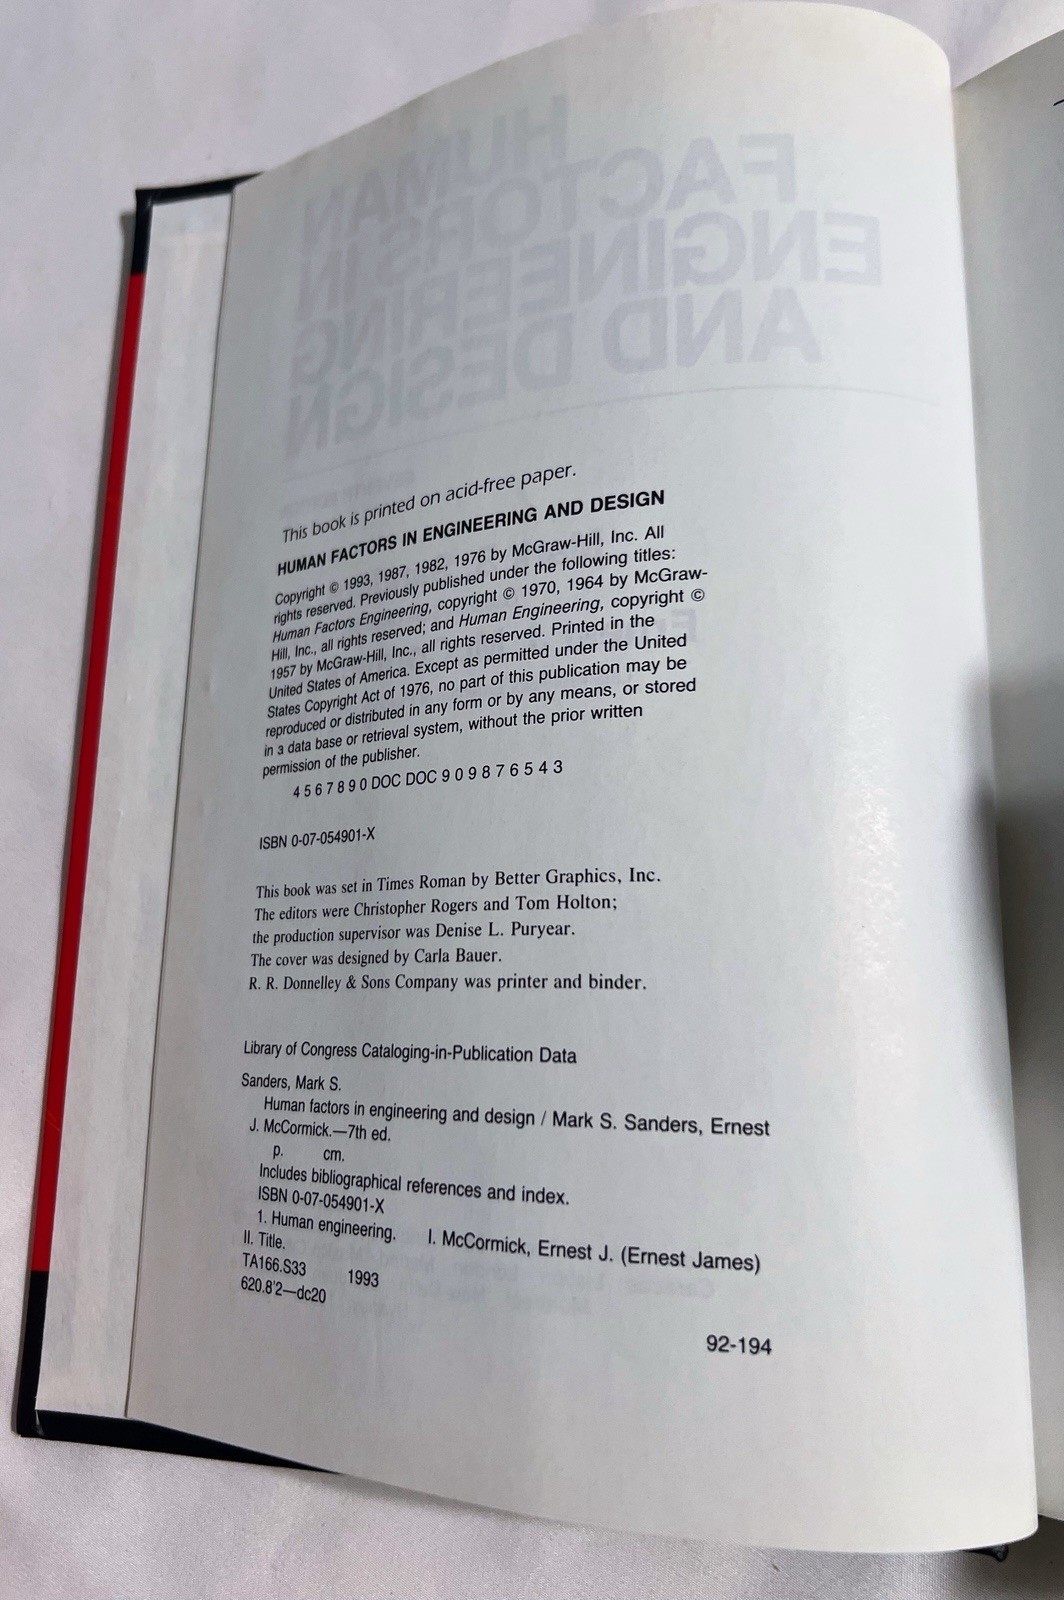 HUMAN
FACTORS IN
ENGINEERING
AND DESIGN
This book is printed on acid-free paper.
HUMAN FACTORS IN ENGINEERING AND DESIGN
Copyright © 1993, 1987, 1982, 1976 by McGraw-Hill, Inc. All
rights reserved. Previously published under the following titles:
Human Factors Engineering, copyright © 1970, 1964 by McGraw-
Hill, Inc., all rights reserved; and Human Engineering, copyright ©
1957 by McGraw-Hill, Inc., all rights reserved. Printed in the
United States of America. Except as permitted under the United
States Copyright Act of 1976, no part of this publication may be
reproduced or distributed in any form or by any means, or stored
in a data base or retrieval system, without the prior written
permission of the publisher.
4 5 6 7 8 9 0 DOC DOC 9 0 9 8 7 6 5 4 3
ISBN 0-07-054901-X
This book was set in Times Roman by Better Graphics, Inc.
The editors were Christopher Rogers and Tom Holton;
the production supervisor was Denise L. Puryear.
The cover was designed by Carla Bauer.
R. R. Donnelley & Sons Company was printer and binder.
Library of Congress Cataloging-in-Publication Data
Sanders, Mark S.
Human factors in engineering and design / Mark S. Sanders, Ernest
J. McCormick.—7th ed.
p. cm.
Includes bibliographical references and index.
ISBN 0-07-054901-X
1. Human engineering. I. McCormick, Ernest J. (Ernest James)
II. Title.
TA166.S33 1993
620.8'2—dc20
92-194